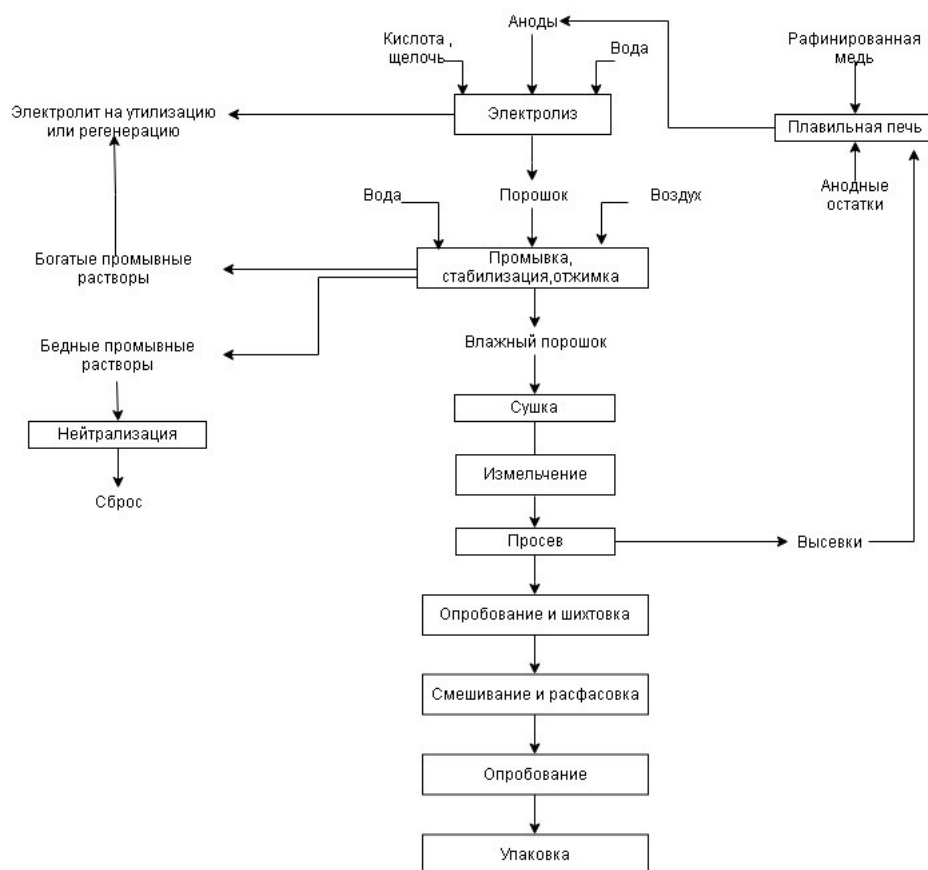 Аноды
Кислота ,
щелочь
Вода
Рафинированная
медь
Электролит на утилизацию
или регенерацию
Электролиз
Плавильная печь
Анодные
остатки
Вода
Порошок
Воздух
Богатые промывные
растворы
Промывка,
стабилизация,отжимка
Бедные промывные
растворы
Влажный порошок
Сушка
Нейтрализация
Измельчение
Сброс
Просев
Высевки
Опробование и шихтовка
Смешивание и расфасовка
Опробование
Упаковка